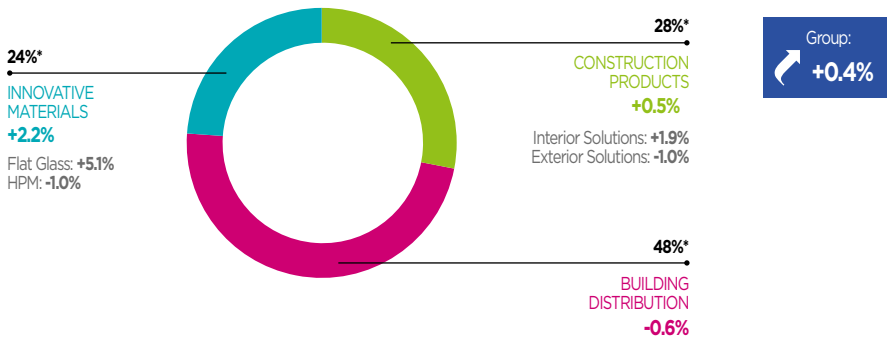 24%*
INNOVATIVE
MATERIALS
+2.2%
Flat Glass: +5.1%
HPM: -1.0%
28%*
CONSTRUCTION
PRODUCTS
+0.5%
Interior Solutions: +1.9%
Exterior Solutions: -1.0%
48%*
BUILDING
DISTRIBUTION
-0.6%
Group:
+0.4%